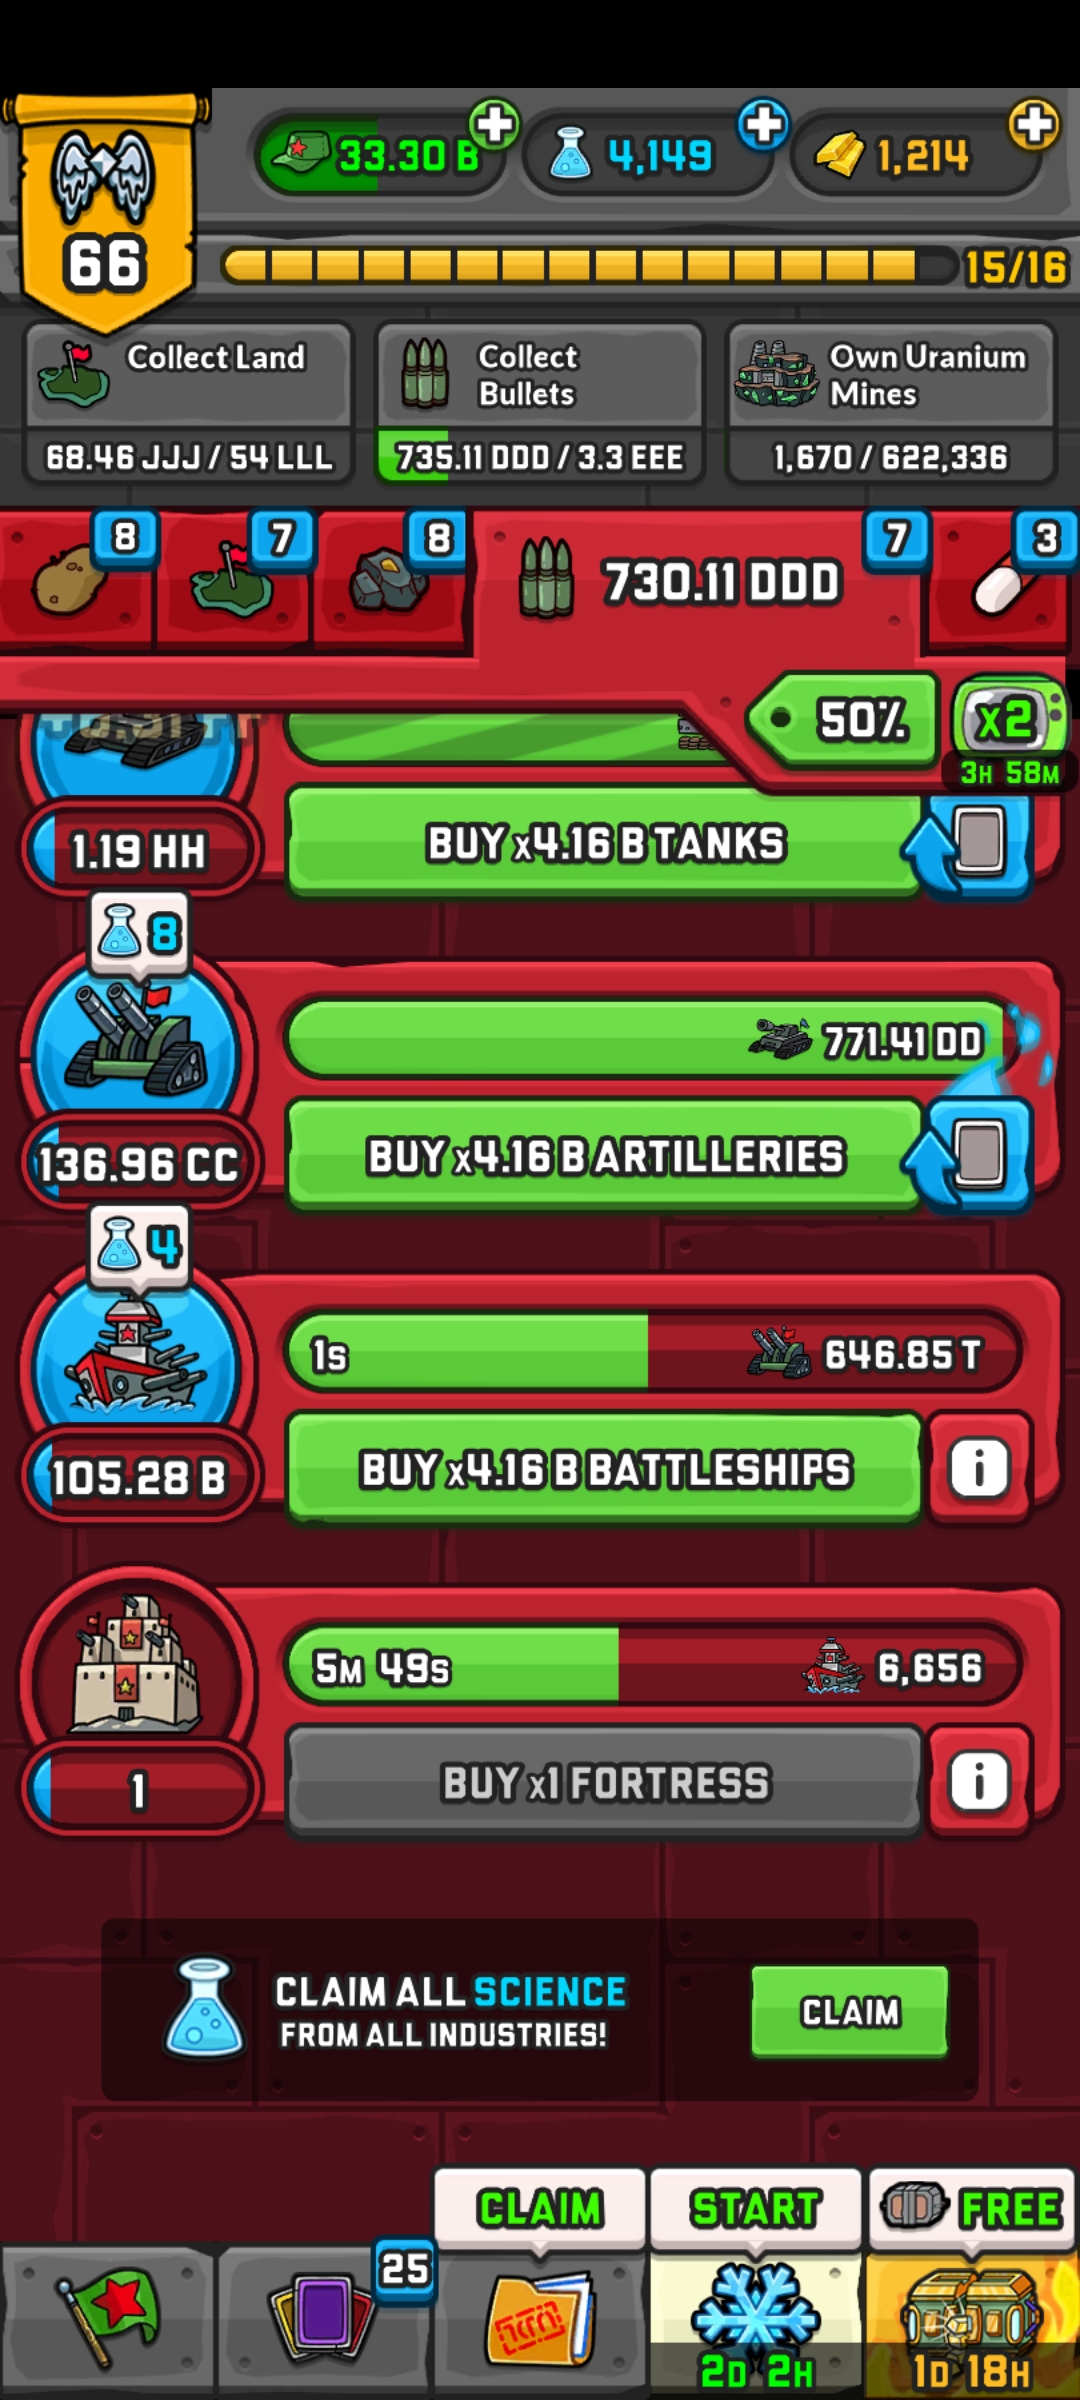 33.30 B
4,149
1,214
66
15/16
Collect Land
68.46 JJJ / 54 LLL
Collect
Bullets
735.11 DDD / 3.3 EEE
Own Uranium
Mines
1,670 / 622,336
8
7
8
730.11 DDD
7
3
50%
x2
3H 58M
1.19 HH
BUY x4.16 B TANKS
8
771.41 DD
136.96 CC
BUY x4.16 B ARTILLERIES
4
1s
646.85 T
105.28 B
BUY x4.16 B BATTLESHIPS
i
5M 49s
6,656
1
BUY x1 FORTRESS
i
CLAIM ALL SCIENCE
FROM ALL INDUSTRIES!
CLAIM
CLAIM
START
FREE
25
2D 2H
1D 18H